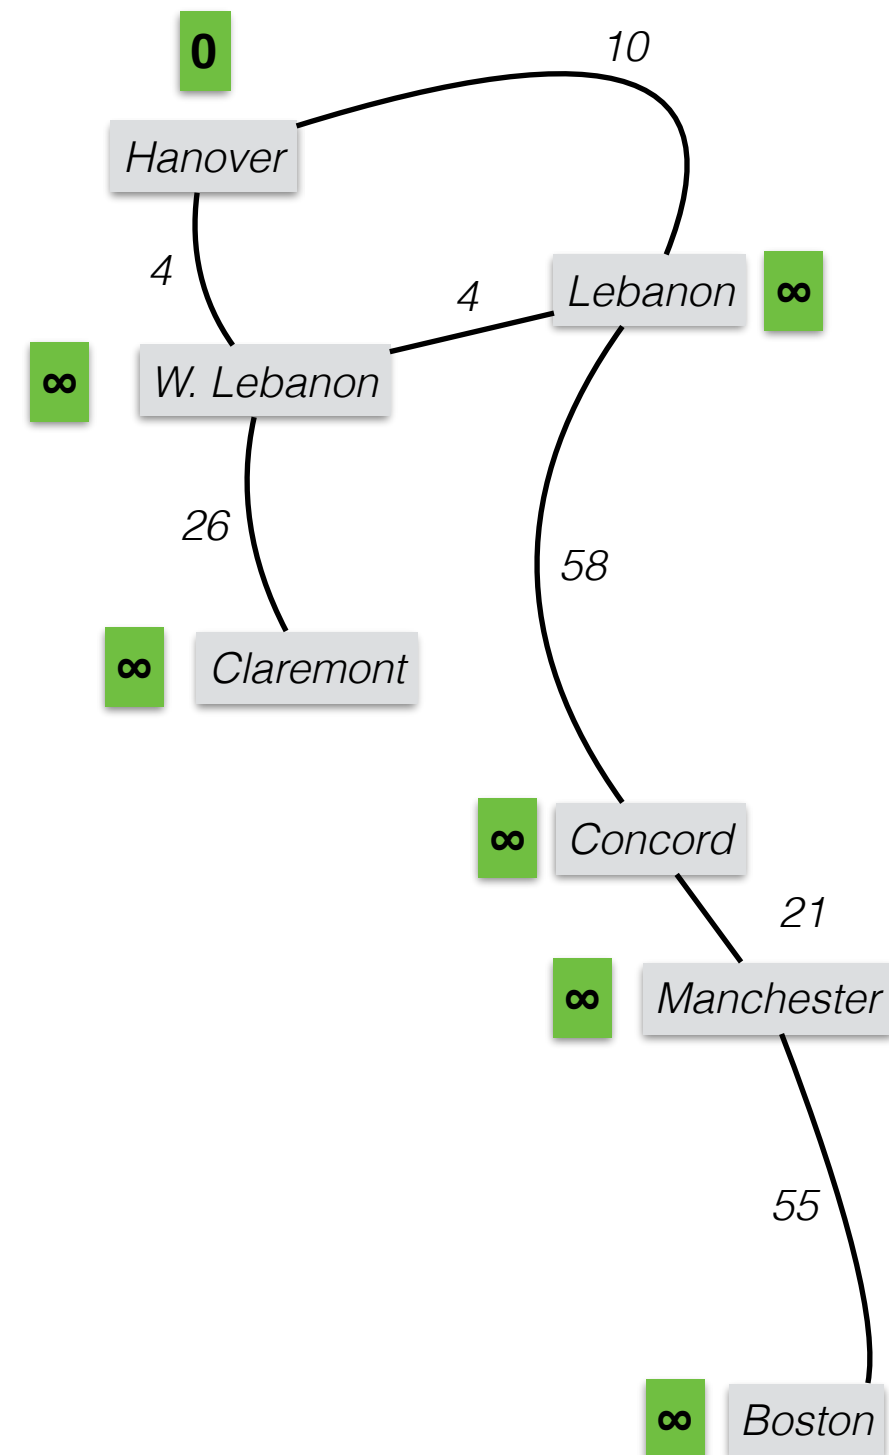 0
10
Hanover
4
4
Lebanon
∞
∞
W. Lebanon
26
58
∞
Claremont
∞
Concord
21
∞
Manchester
55
∞
Boston